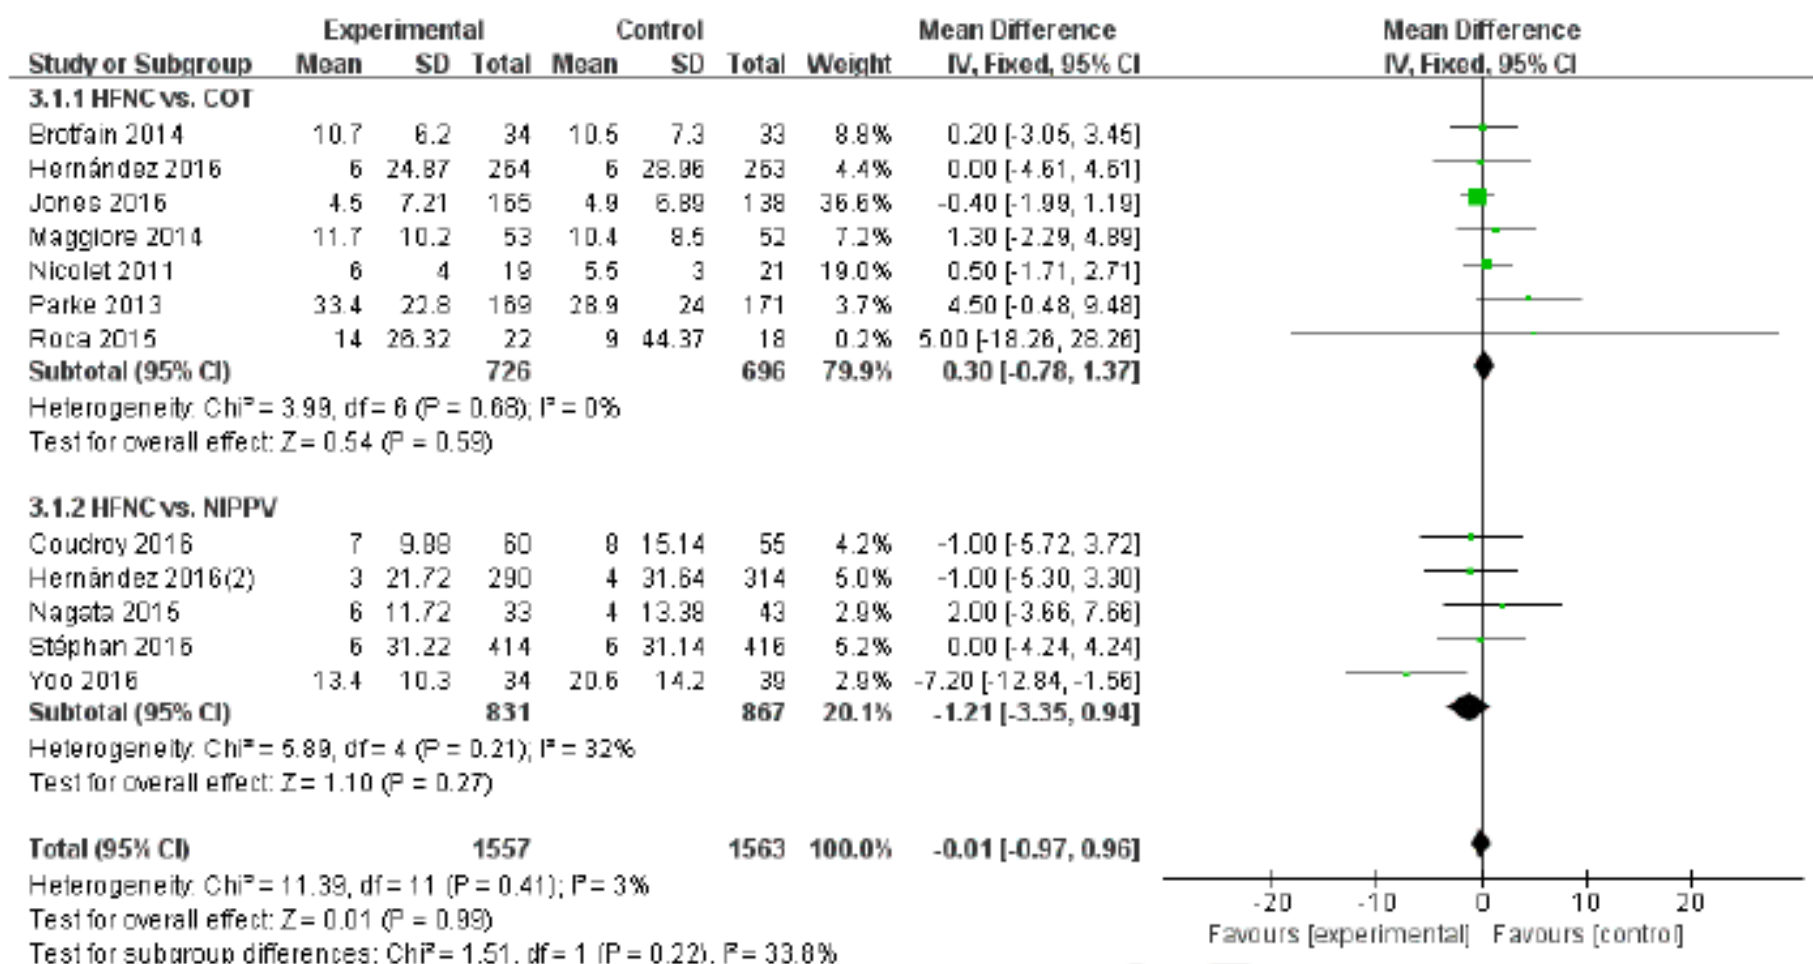 Experimental Control Mean Difference Mean Difference
Study or Subgroup Mean SD Total Mean SD Total Weight IV, Fixed, 95% CI IV, Fixed, 95% CI
3.1.1 HFNC vs. COT
Brotfain 2014 10.7 6.2 34 10.5 7.3 33 8.8% 0.20 [-3.05, 3.45]
Hernández 2016 6 24.87 264 6 28.96 263 4.4% 0.00 [-4.61, 4.61]
Jones 2016 4.5 7.21 165 4.9 6.89 138 36.6% -0.40 [-1.99, 1.19]
Maggiore 2014 11.7 10.2 53 10.4 8.5 52 7.2% 1.30 [-2.29, 4.89]
Nicolet 2011 6 4 19 5.5 3 21 19.0% 0.50 [-1.71, 2.71]
Parke 2013 33.4 22.8 169 28.9 24 171 3.7% 4.50 [-0.48, 9.48]
Roca 2015 14 26.32 22 9 44.37 18 0.2% 5.00 [-18.26, 28.26]
Subtotal (95% CI) 726 696 79.9% 0.30 [-0.78, 1.37]
Heterogeneity: Chi² = 3.99, df = 6 (P = 0.68); I² = 0%
Test for overall effect: Z = 0.54 (P = 0.59)
3.1.2 HFNC vs. NIPPV
Coudroy 2016 7 9.98 60 8 15.14 55 4.2% -1.00 [-5.72, 3.72]
Hernández 2016(2) 3 21.72 290 4 31.64 314 5.0% -1.00 [-5.30, 3.30]
Nagata 2015 6 11.72 33 4 13.38 43 2.9% 2.00 [-3.66, 7.66]
Stéphan 2016 6 31.22 414 6 31.14 416 5.2% 0.00 [-4.24, 4.24]
Yoo 2016 13.4 10.3 34 20.6 14.2 39 2.9% -7.20 [-12.84, -1.56]
Subtotal (95% CI) 831 867 20.1% -1.21 [-3.35, 0.94]
Heterogeneity: Chi² = 5.89, df = 4 (P = 0.21); I² = 32%
Test for overall effect: Z = 1.10 (P = 0.27)
Total (95% CI) 1557 1563 100.0% -0.01 [-0.97, 0.96]
Heterogeneity: Chi² = 11.39, df = 11 (P = 0.41); I² = 3%
Test for overall effect: Z = 0.01 (P = 0.99)
Test for subgroup differences: Chi² = 1.51, df = 1 (P = 0.22), I² = 33.8%
-20 -10 0 10 20
Favours [experimental] Favours [control]